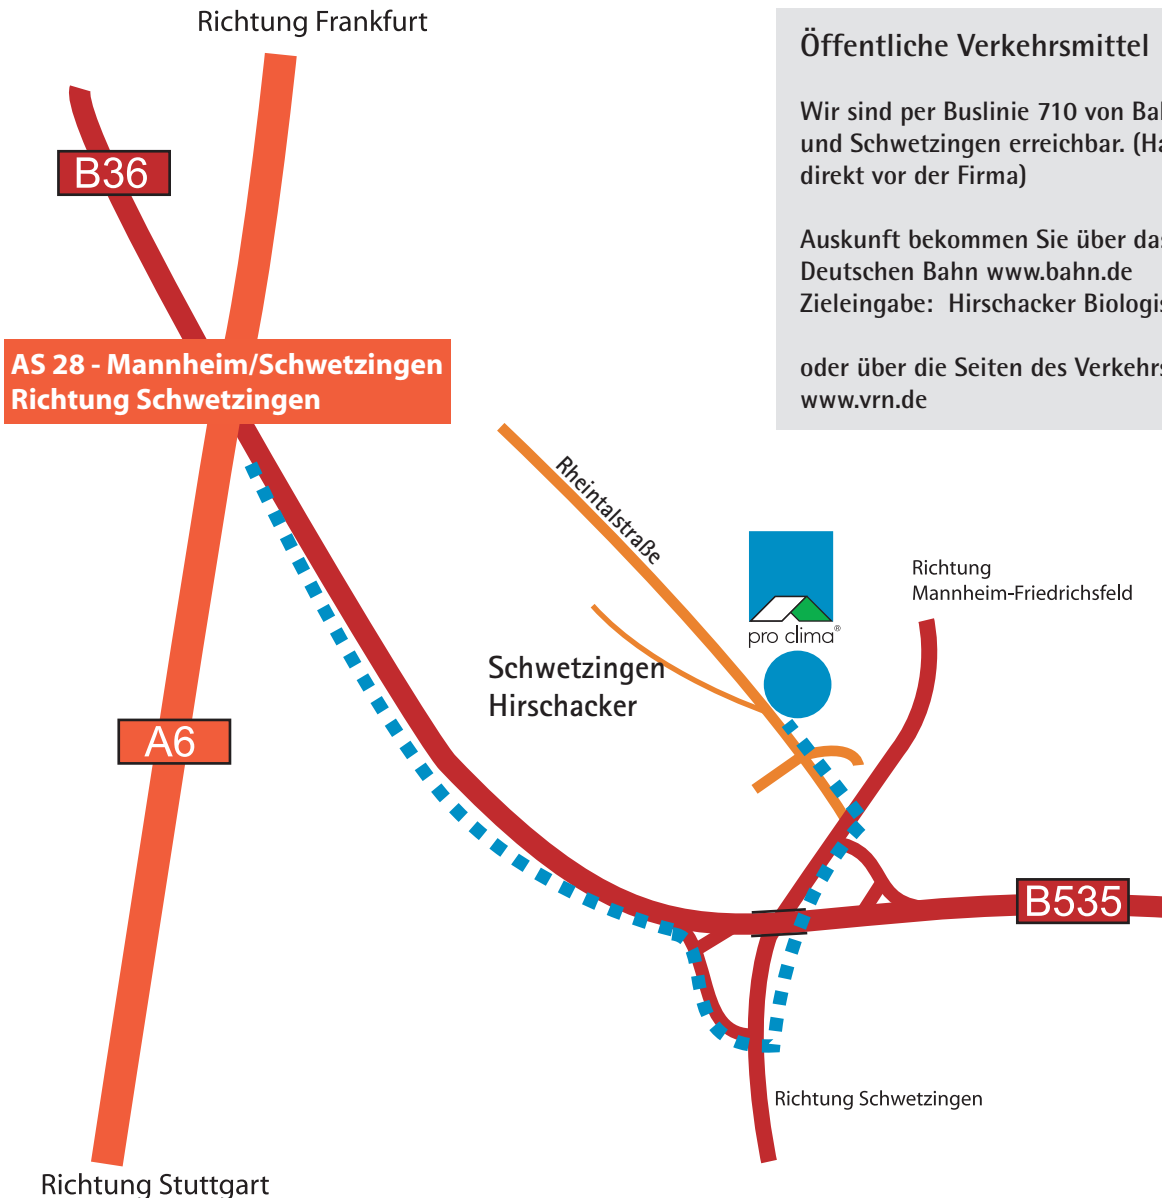 Richtung Frankfurt
Öffentliche Verkehrsmittel
Wir sind per Buslinie 710 von
und Schwetzingen erreichbar.
direkt vor der Firma)
Auskunft bekommen Sie über
Deutschen Bahn www.bahn.de
Zieleingabe: Hirschacker
oder über die Seiten des
www.vrn.de
B36
AS 28 - Mannheim/Schwetzingen
Richtung Schwetzingen
Rheintalstraße
pro clima®
Richtung
Mannheim-Friedrichsfeld
Schwetzingen
Hirschacker
A6
B535
Richtung Schwetzingen
Richtung Stuttgart